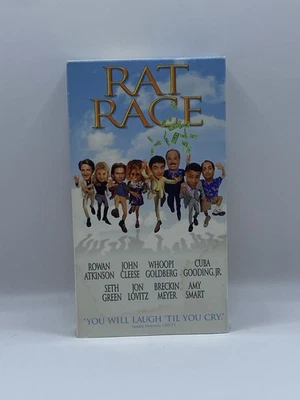 RAT
RACE
ROWAN JOHN WHOOPI CUBA
ATKINSON CLEESE GOLDBERG GOODING, JR.
SETH JON BRECKIN AMY
GREEN LOVITZ MEYER SMART
"YOU WILL LAUGH 'TIL YOU CRY."